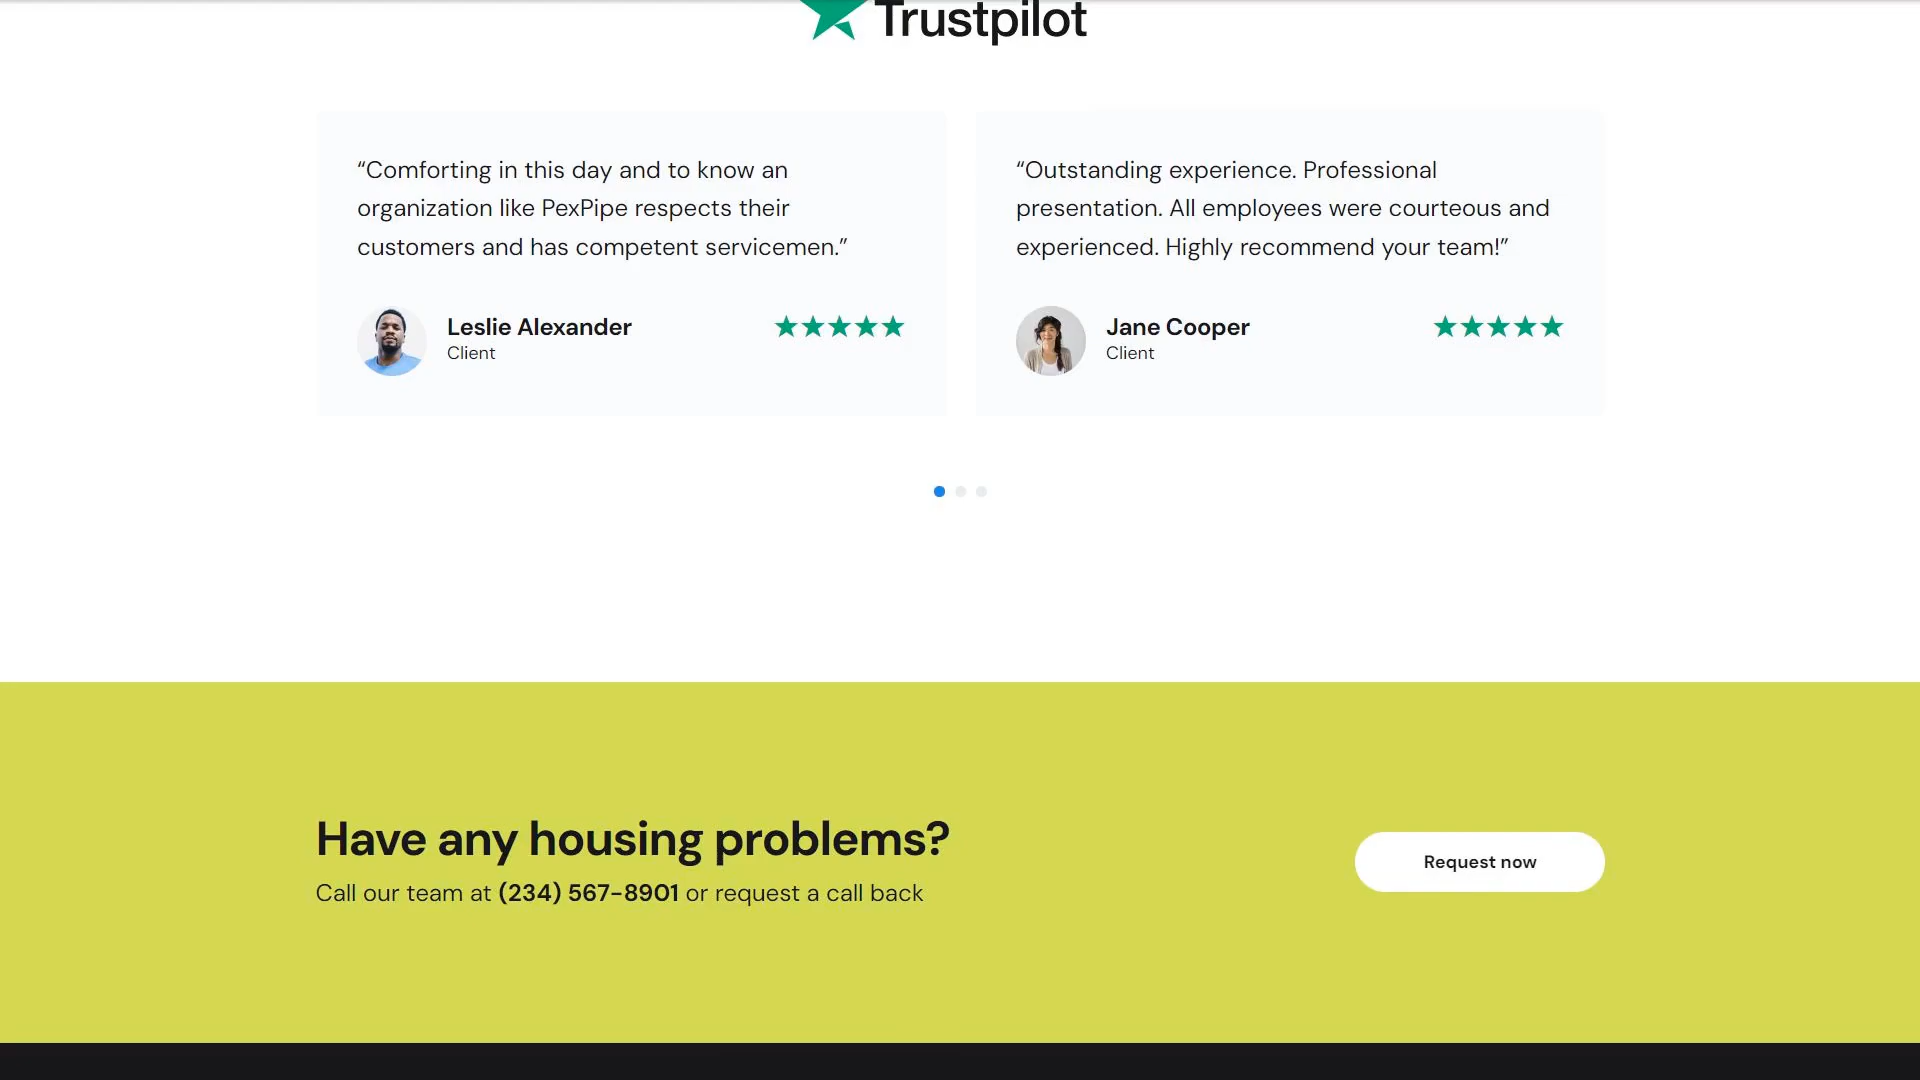 Trustpilot
“Comforting in this day and to know an
organization like PexPipe respects their
customers and has competent servicemen.”
Leslie Alexander
Client
“Outstanding experience. Professional
presentation. All employees were courteous and
experienced. Highly recommend your team!”
Jane Cooper
Client
Have any housing problems?
Call our team at (234) 567-8901 or request a call back
Request now